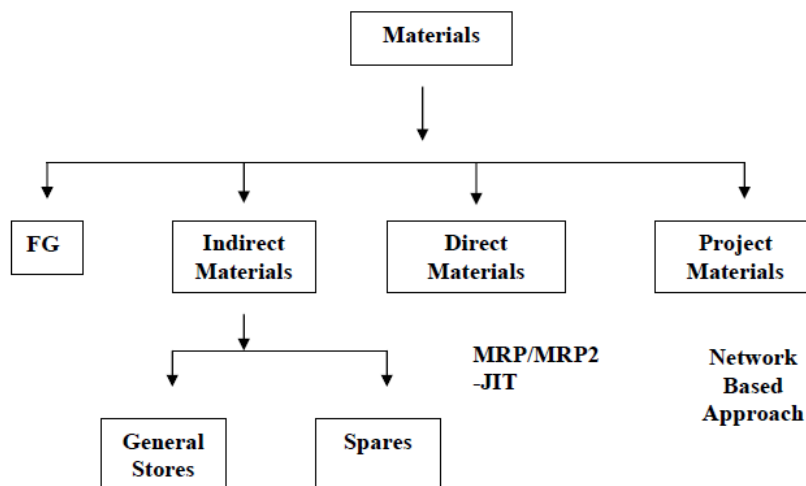 Materials
FG
Indirect
Materials
Direct
Materials
Project
Materials
MRP/MRP2
-JIT
Network
Based
Approach
General
Stores
Spares